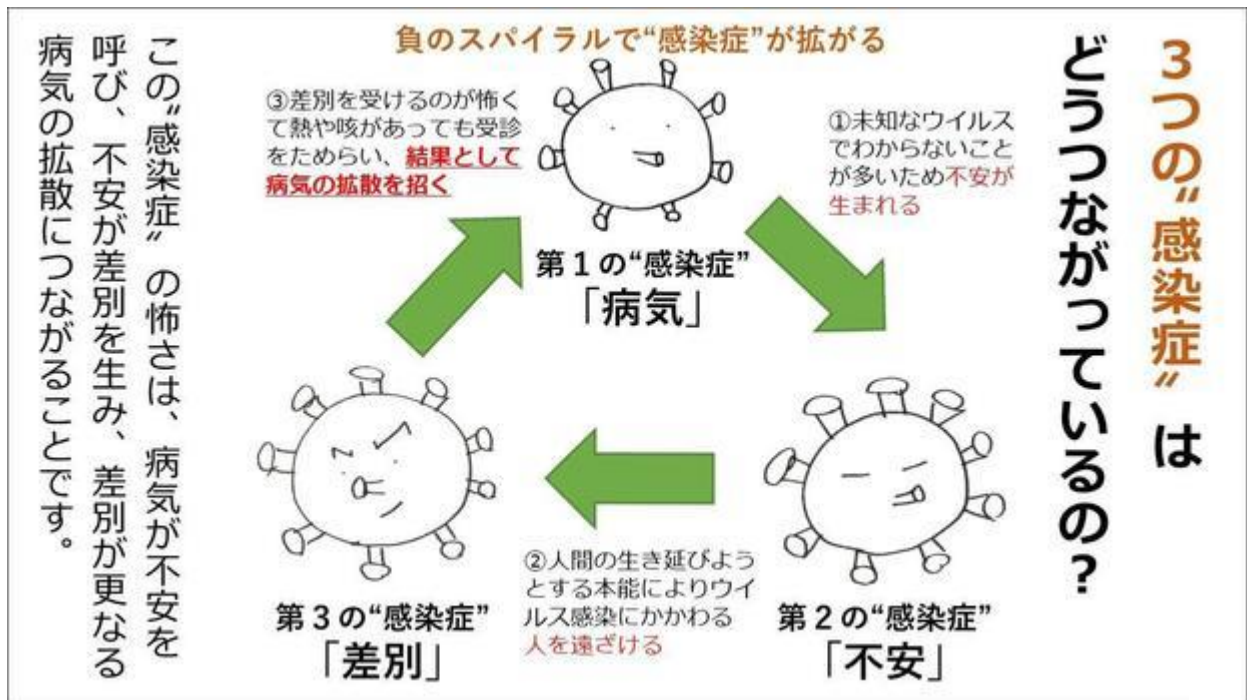 3つの“感染症”は
どうつながっているの?
負のスパイラルで“感染症”が拡がる
①未知なウイルス
でわからないこと
が多いため不安が
生まれる
第1の“感染症”
「病気」
②人間の生き延びよう
とする本能によりウイ
ルス感染にかかわる
人を遠ざける
第2の“感染症”
「不安」
③差別を受けるのが怖く
て熱や咳があっても受診
をためらい、結果として
病気の拡散を招く
第3の“感染症”
「差別」
この“感染症”の怖さは、病気が不安を
呼び、不安が差別を生み、差別が更なる
病気の拡散につながることです。